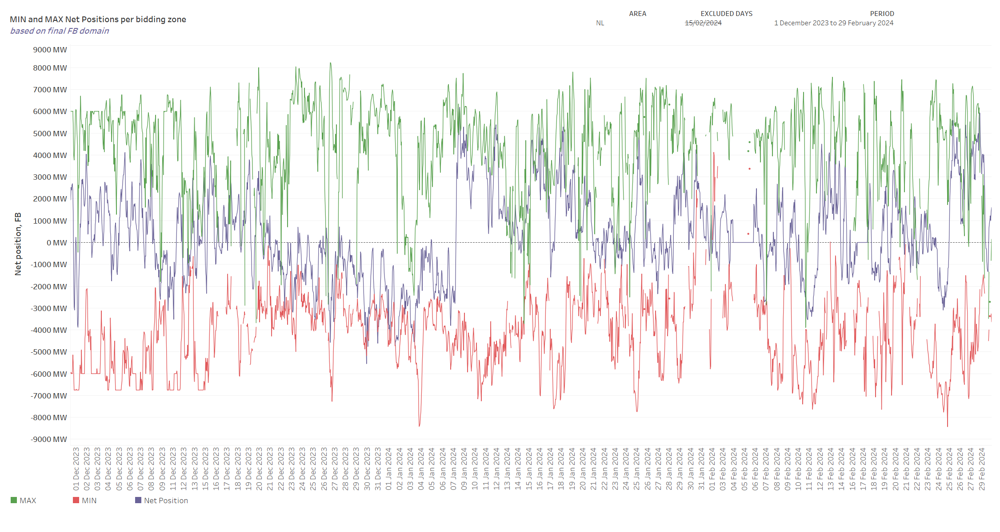 MIN and MAX Net Positions per bidding zone
based on final FB domain
AREA
NL
EXCLUDED DAYS
15/02/2024
PERIOD
1 December 2023 to 29 February 2024
Net position, FB
9000 MW
8000 MW
7000 MW
6000 MW
5000 MW
4000 MW
3000 MW
2000 MW
1000 MW
0 MW
-1000 MW
-2000 MW
-3000 MW
-4000 MW
-5000 MW
-6000 MW
-7000 MW
-8000 MW
-9000 MW
01 Dec 2023
02 Dec 2023
03 Dec 2023
04 Dec 2023
05 Dec 2023
06 Dec 2023
07 Dec 2023
08 Dec 2023
09 Dec 2023
11 Dec 2023
12 Dec 2023
13 Dec 2023
15 Dec 2023
16 Dec 2023
17 Dec 2023
18 Dec 2023
19 Dec 2023
20 Dec 2023
21 Dec 2023
22 Dec 2023
23 Dec 2023
24 Dec 2023
25 Dec 2023
26 Dec 2023
27 Dec 2023
28 Dec 2023
29 Dec 2023
30 Dec 2023
31 Dec 2023
01 Jan 2024
02 Jan 2024
03 Jan 2024
04 Jan 2024
05 Jan 2024
06 Jan 2024
07 Jan 2024
09 Jan 2024
10 Jan 2024
11 Jan 2024
12 Jan 2024
13 Jan 2024
14 Jan 2024
15 Jan 2024
16 Jan 2024
17 Jan 2024
18 Jan 2024
19 Jan 2024
20 Jan 2024
21 Jan 2024
22 Jan 2024
23 Jan 2024
24 Jan 2024
25 Jan 2024
26 Jan 2024
27 Jan 2024
28 Jan 2024
29 Jan 2024
30 Jan 2024
31 Jan 2024
01 Feb 2024
03 Feb 2024
04 Feb 2024
05 Feb 2024
06 Feb 2024
07 Feb 2024
08 Feb 2024
09 Feb 2024
10 Feb 2024
11 Feb 2024
12 Feb 2024
13 Feb 2024
14 Feb 2024
16 Feb 2024
17 Feb 2024
18 Feb 2024
19 Feb 2024
20 Feb 2024
21 Feb 2024
22 Feb 2024
23 Feb 2024
24 Feb 2024
25 Feb 2024
26 Feb 2024
27 Feb 2024
29 Feb 2024
MAX
MIN
Net Position